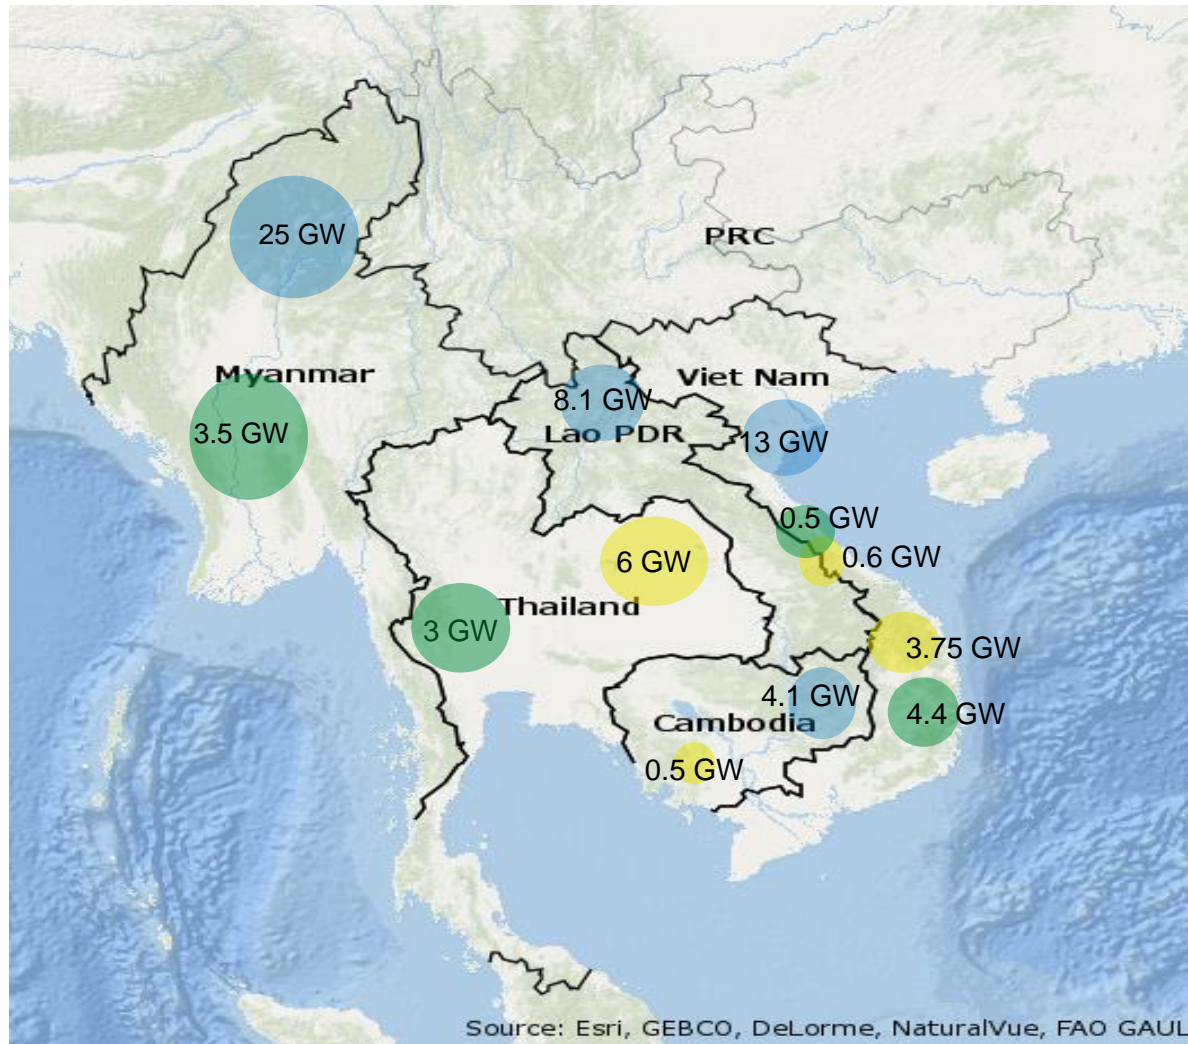 25 GW
PRC
Myanmar
Viet Nam
8.1 GW
3.5 GW
Lao PDR
13 GW
0.5 GW
0.6 GW
6 GW
Thailand
3 GW
3.75 GW
4.1 GW
Cambodia
4.4 GW
0.5 GW
Source: Esri, GEBCO, DeLorme, NaturalVue, FAO GAUL